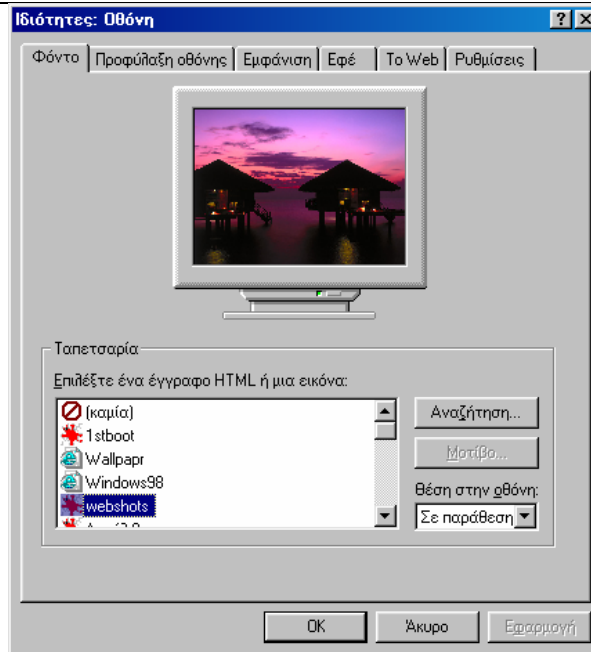 Ιδιότητες: Οθόνη
Φόντο Προφύλαξη οθόνης Εμφάνιση Εφέ Το Web Ρυθμίσεις
Ταπετσαρία
Επιλέξτε ένα έγγραφο HTML ή μια εικόνα:
(καμία)
1stboot
Wallpapr
Windows98
webshots
Αναζήτηση...
Μοτίβο...
Θέση στην οθόνη:
Σε παράθεση
OK Άκυρο Εφαρμογή